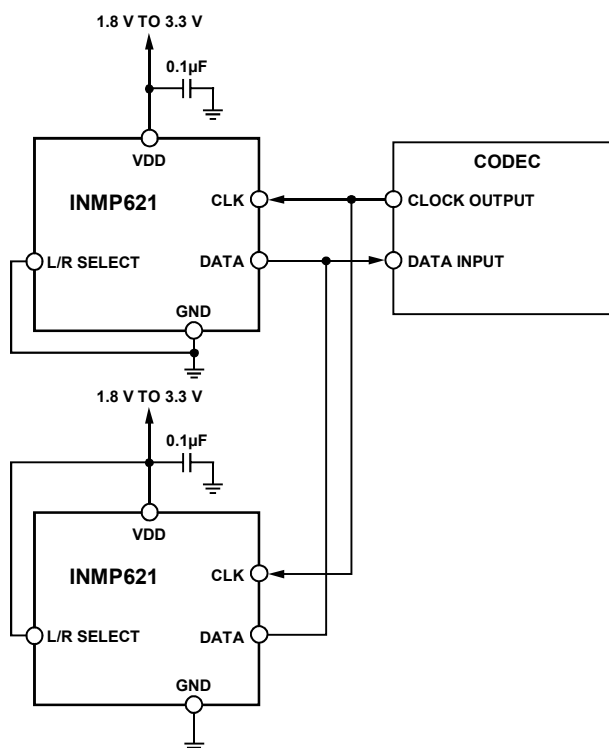 1.8 V TO 3.3 V
0.1µF
VDD
INMP621
CLK
L/R SELECT
DATA
GND
CODEC
CLOCK OUTPUT
DATA INPUT
1.8 V TO 3.3 V
0.1µF
VDD
INMP621
CLK
L/R SELECT
DATA
GND